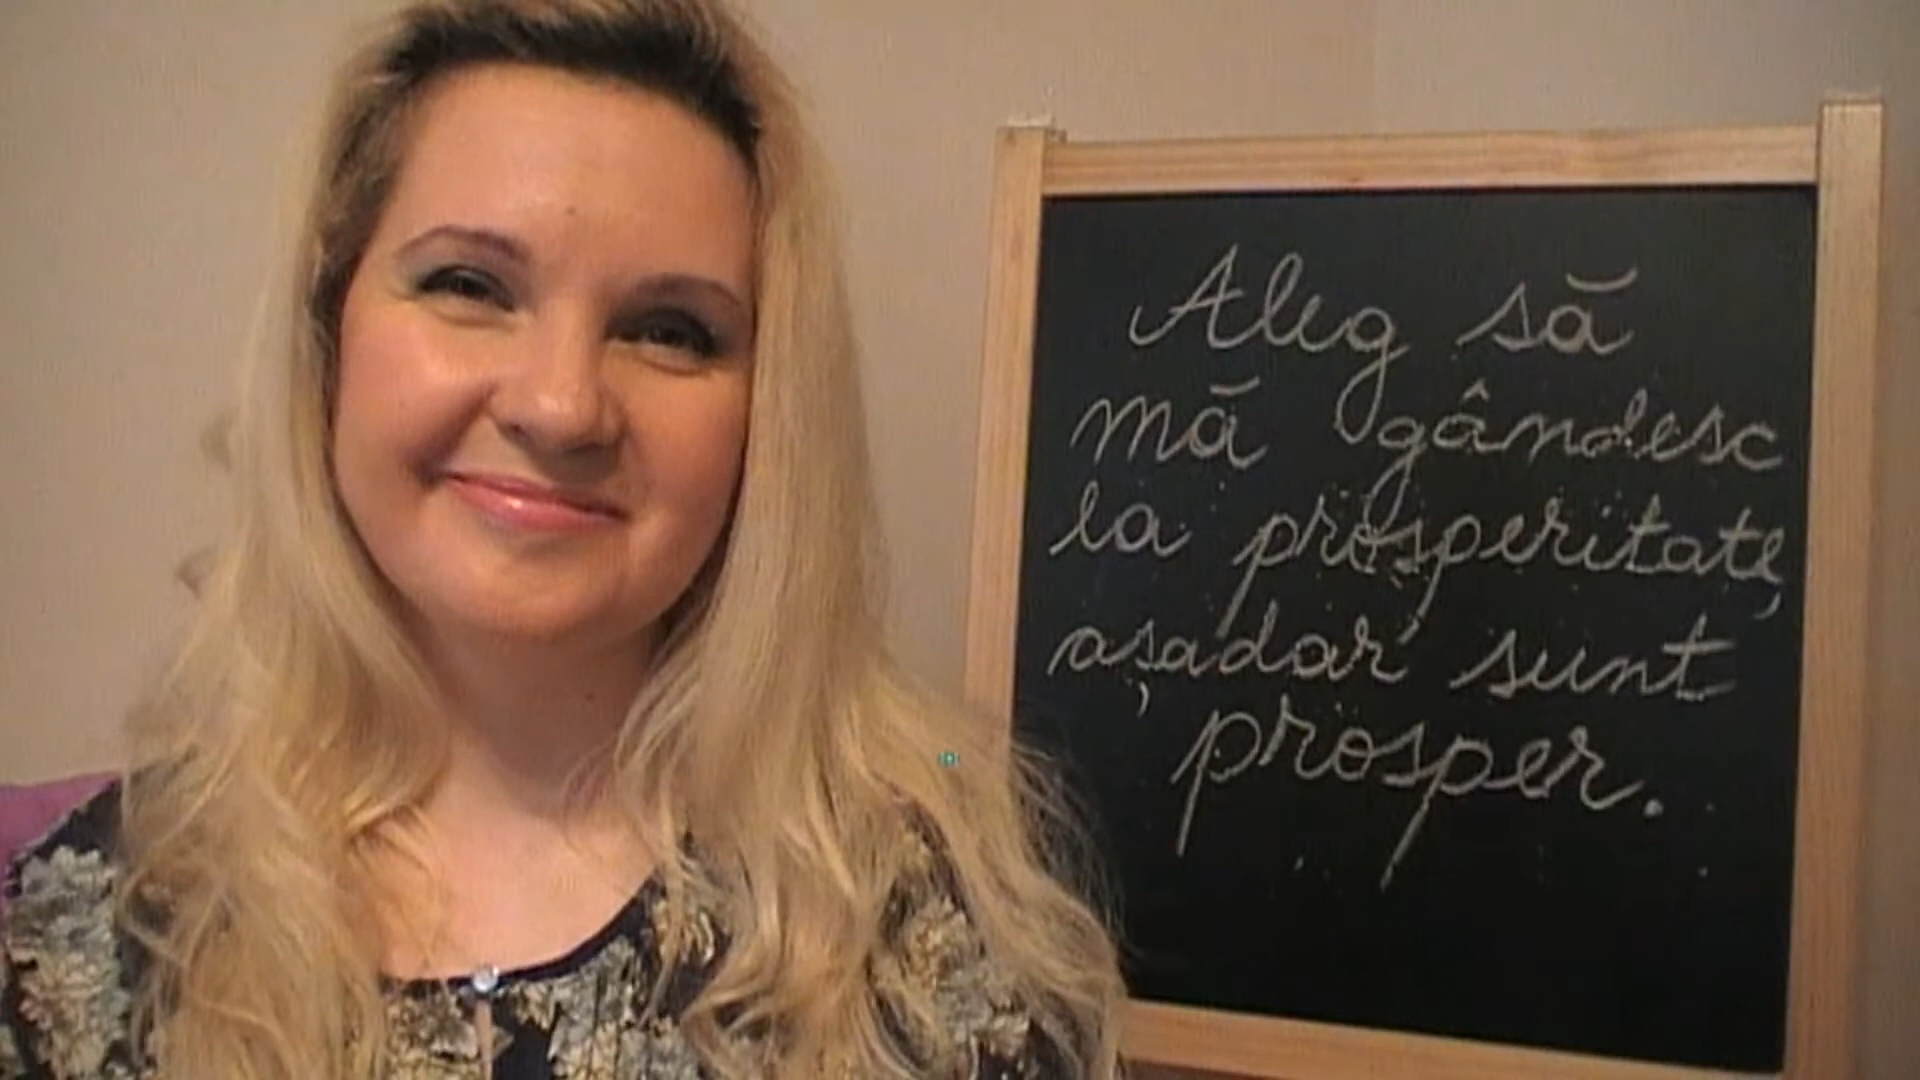 Aleg să
mă gândesc
la prosperitate,
așadar sunt
prosper.